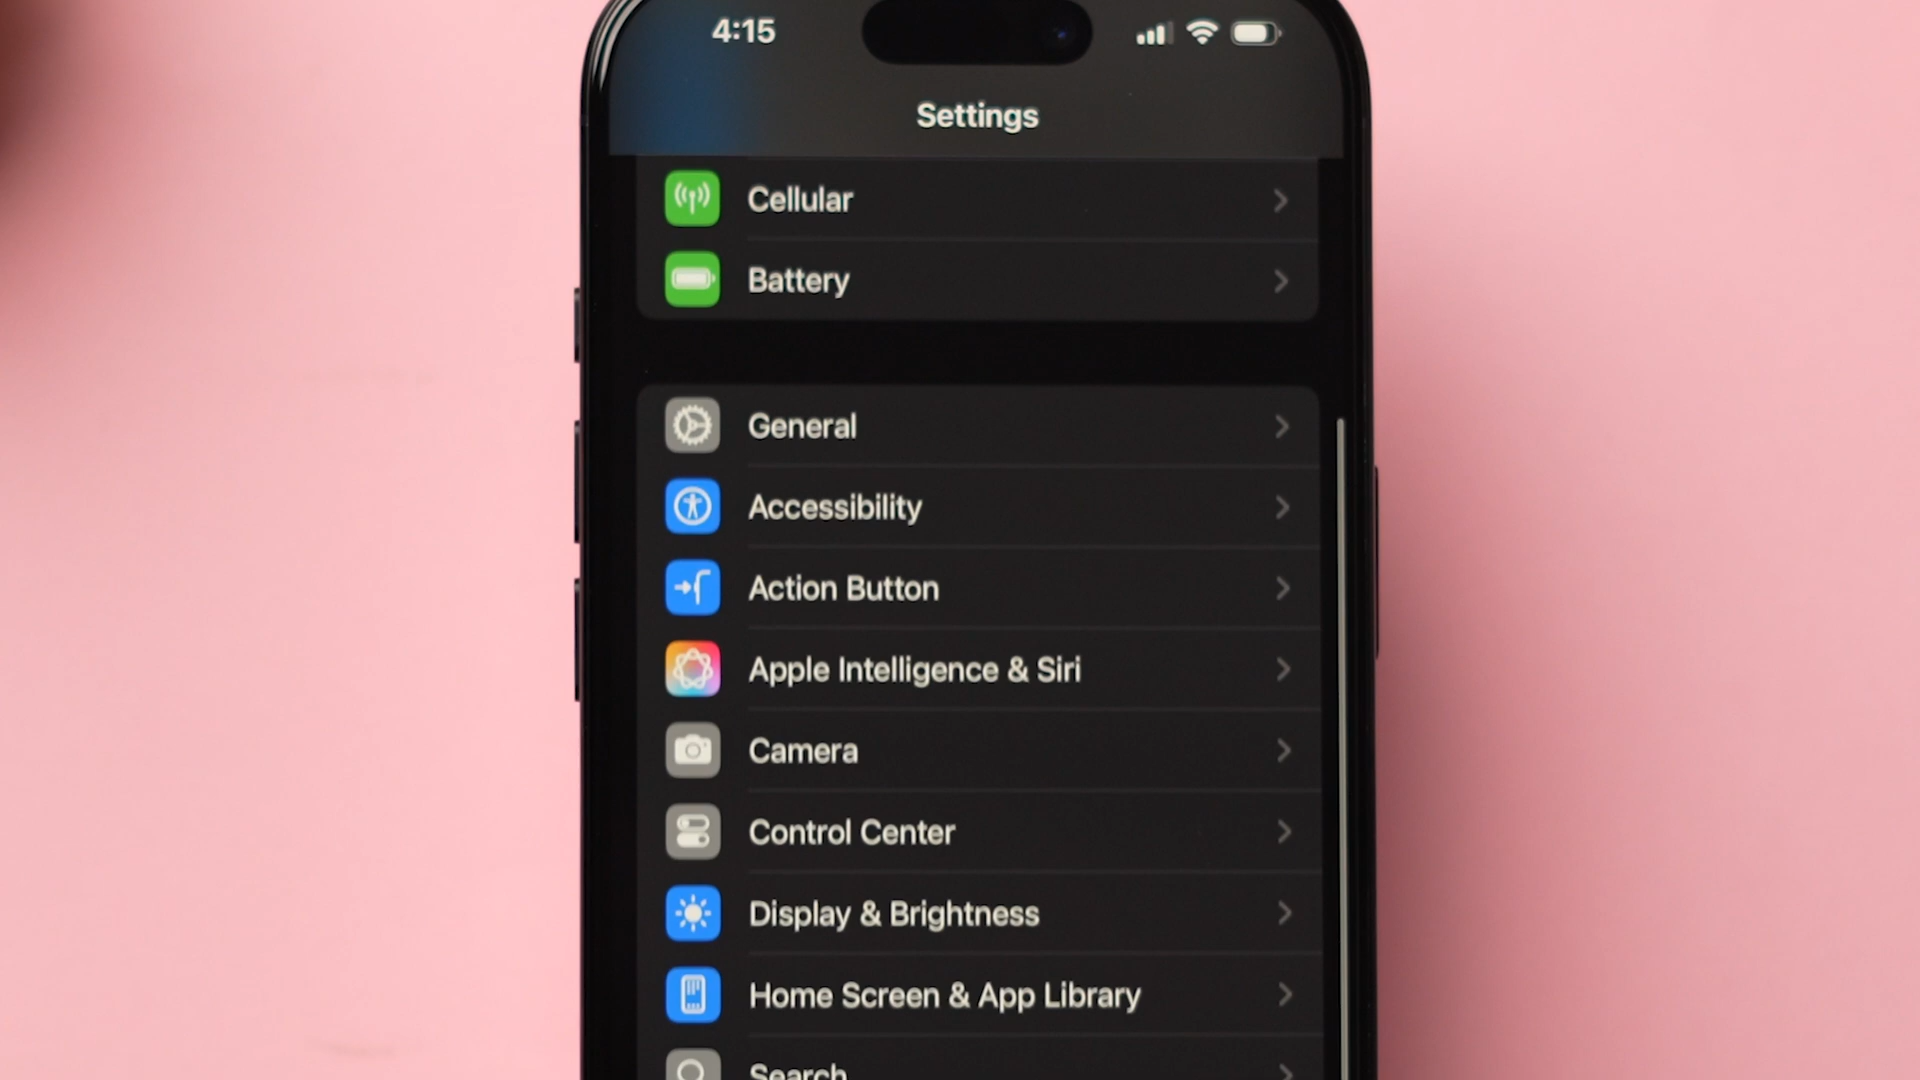 4:15
Settings
Cellular
Battery
General
Accessibility
Action Button
Apple Intelligence & Siri
Camera
Control Center
Display & Brightness
Home Screen & App Library
Search